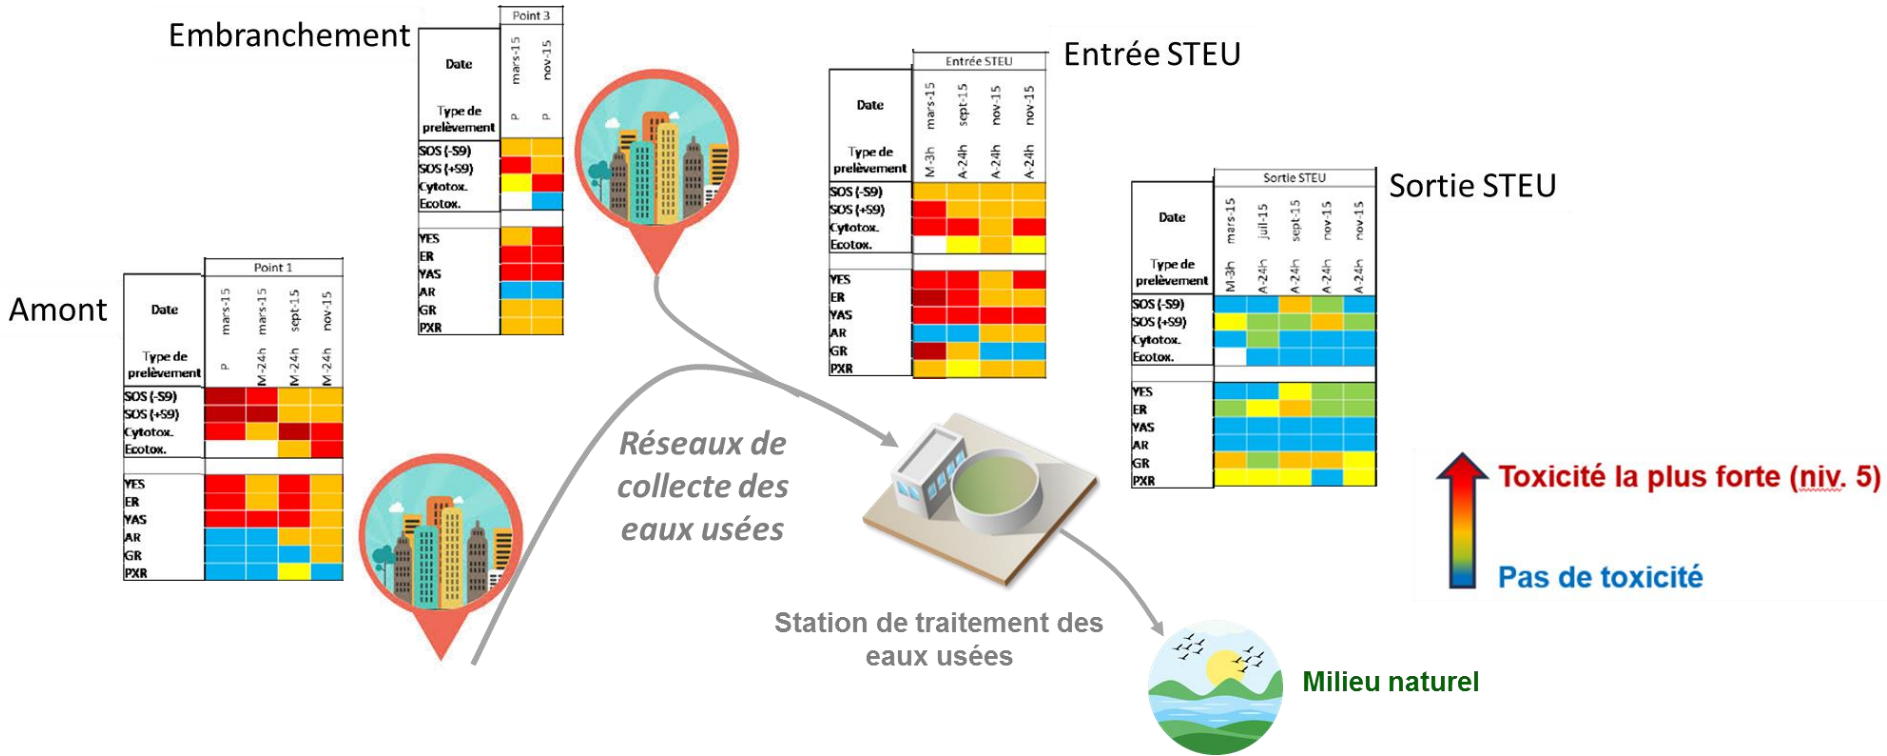 Embranchement
Point 3
Date
mars-15
nov-15
Type de
prelèvement
P
P
SOS (-S9)
SOS (+S9)
Cytotox.
Ecotox.
YES
ER
YAS
AR
GR
PXR
Entrée STEU
Entrée STEU
Date
mars-15
sept-15
nov-15
nov-15
Type de
prélèvement
M-3h
A-24h
A-24h
A-24h
SOS (-S9)
SOS (+S9)
Cytotox.
Ecotox.
YES
ER
YAS
AR
GR
PXR
Sortie STEU
Sortie STEU
Date
mars-15
juil-15
sept-15
nov-15
nov-15
Type de
prélèvement
M-3h
A-24h
A-24h
A-24h
A-24h
SOS (-S9)
SOS (+S9)
Cytotox.
Ecotox.
YES
ER
YAS
AR
GR
PXR
Amont
Point 1
Date
mars-15
mars-15
sept-15
nov-15
Type de
prelèvement
P
M-24h
M-24h
M-24h
SOS (-S9)
SOS (+S9)
Cytotox.
Ecotox.
YES
ER
YAS
AR
GR
PXR
Réseaux de
collecte des
eaux usées
Toxicité la plus forte (niv. 5)
Pas de toxicité
Station de traitement des
eaux usées
Milieu naturel